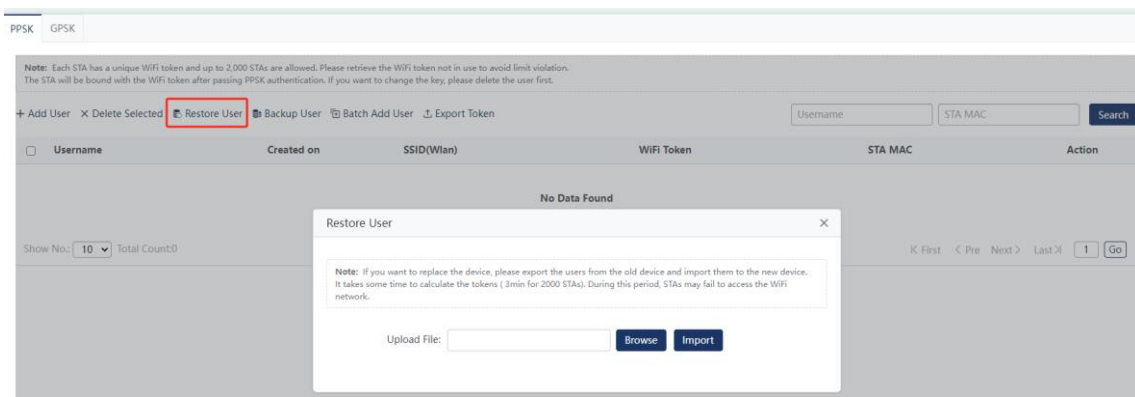 PPSK GPSK
Note: Each STA has a unique WiFi token and up to 2,000 STAs are allowed. Please retrieve the WiFi token not in use to avoid limit violation.
The STA will be bound with the WiFi token after passing PPSK authentication. If you want to change the key, please delete the user first.
+ Add User × Delete Selected Restore User Backup User Batch Add User Export Token Username STA MAC Search
Username Created on SSID(Wlan) WiFi Token STA MAC Action
No Data Found
Show No.: 10 Total Count:0 First < Pre Next > Last 1 Go
Restore User ×
Note: If you want to replace the device, please export the users from the old device and import them to the new device.
It takes some time to calculate the tokens ( 3min for 2000 STAs). During this period, STAs may fail to access the WiFi
network.
Upload File: Browse Import